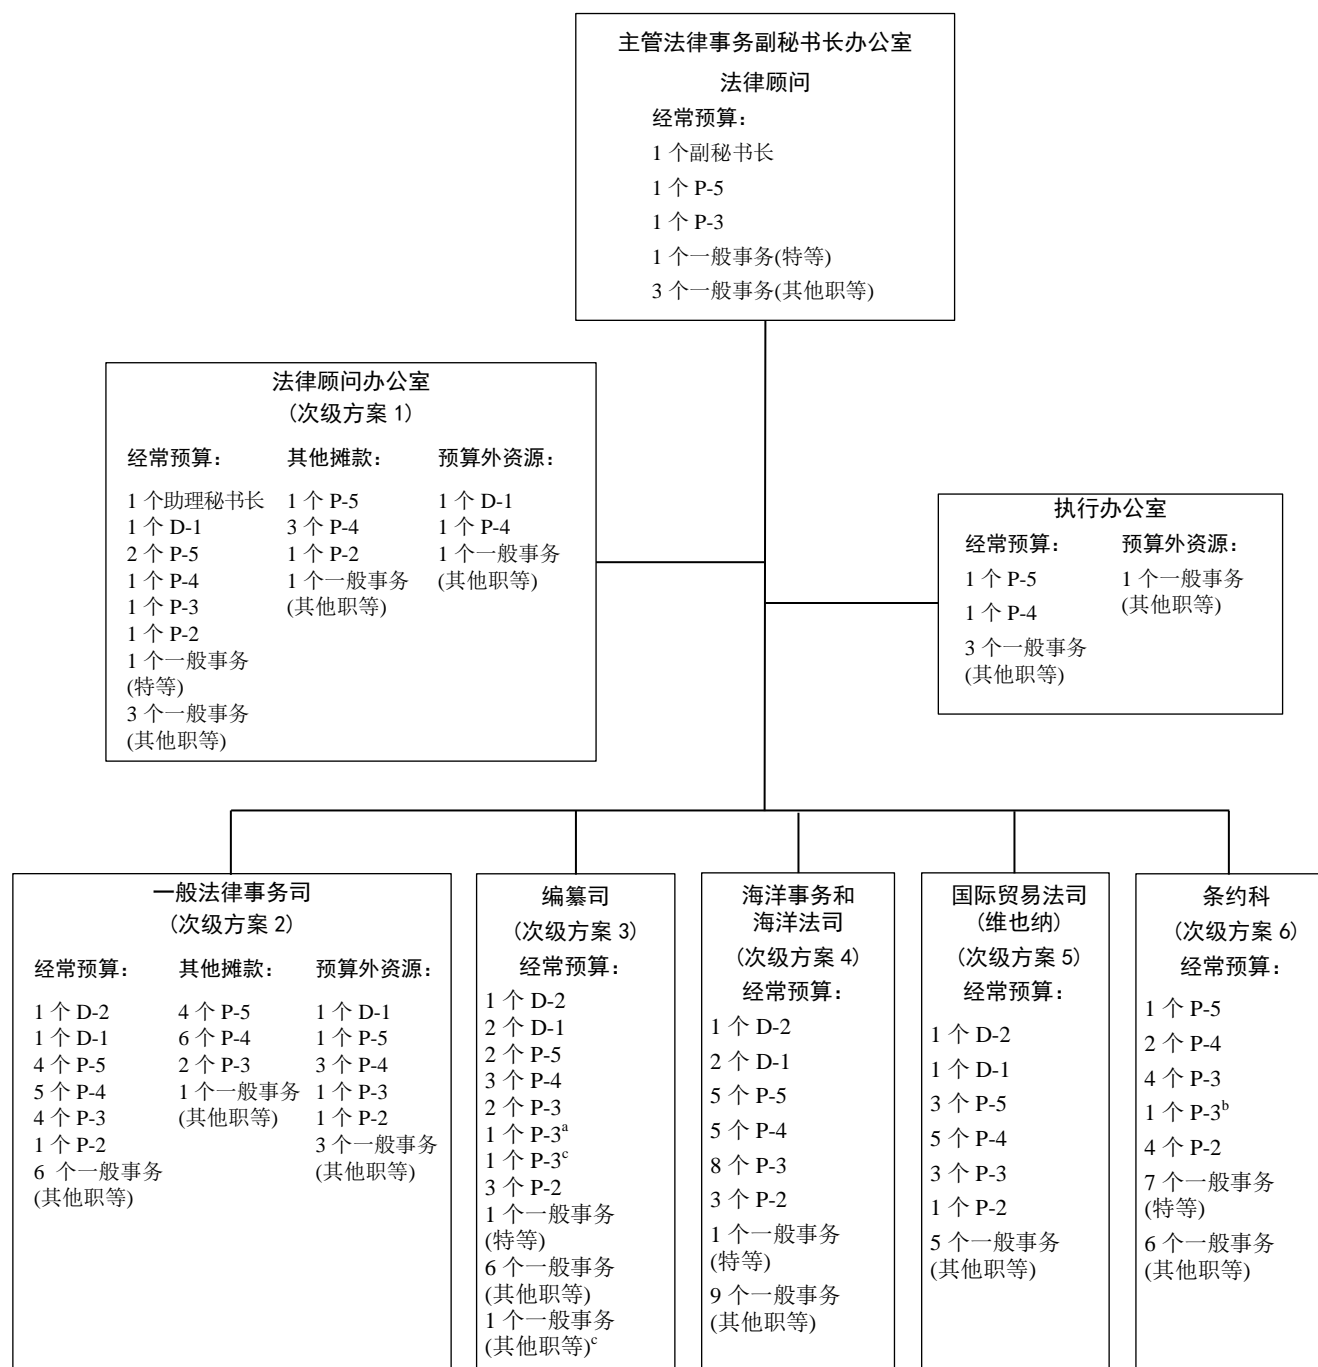 主管法律事务副秘书长办公室
法律顾问
经常预算：
1 个副秘书长
1 个 P-5
1 个 P-3
1 个一般事务(特等)
3 个一般事务(其他职等)
法律顾问办公室
(次级方案 1)
经常预算：
1 个助理秘书长
1 个 D-1
2 个 P-5
1 个 P-4
1 个 P-3
1 个 P-2
1 个一般事务
(特等)
3 个一般事务
(其他职等)
其他摊款：
1 个 P-5
3 个 P-4
1 个 P-2
1 个一般事务
(其他职等)
预算外资源：
1 个 D-1
1 个 P-4
1 个一般事务
(其他职等)
执行办公室
经常预算：
1 个 P-5
1 个 P-4
3 个一般事务
(其他职等)
预算外资源：
1 个一般事务
(其他职等)
一般法律事务司
(次级方案 2)
经常预算：
1 个 D-2
1 个 D-1
4 个 P-5
5 个 P-4
4 个 P-3
1 个 P-2
6 个一般事务
(其他职等)
其他摊款：
4 个 P-5
6 个 P-4
2 个 P-3
1 个一般事务
(其他职等)
预算外资源：
1 个 D-1
1 个 P-5
3 个 P-4
1 个 P-3
1 个 P-2
3 个一般事务
(其他职等)
编纂司
(次级方案 3)
经常预算：
1 个 D-2
2 个 D-1
2 个 P-5
3 个 P-4
2 个 P-3
1 个 P-3ᵃ
1 个 P-3ᶜ
3 个 P-2
1 个一般事务
(特等)
6 个一般事务
(其他职等)
1 个一般事务
(其他职等)ᶜ
海洋事务和
海洋法司
(次级方案 4)
经常预算：
1 个 D-2
2 个 D-1
5 个 P-5
5 个 P-4
8 个 P-3
3 个 P-2
1 个一般事务
(特等)
9 个一般事务
(其他职等)
国际贸易法司
(维也纳)
(次级方案 5)
经常预算：
1 个 D-2
1 个 D-1
3 个 P-5
5 个 P-4
3 个 P-3
1 个 P-2
5 个一般事务
(其他职等)
条约科
(次级方案 6)
经常预算：
1 个 P-5
2 个 P-4
4 个 P-3
1 个 P-3ᵇ
4 个 P-2
7 个一般事务
(特等)
6 个一般事务
(其他职等)